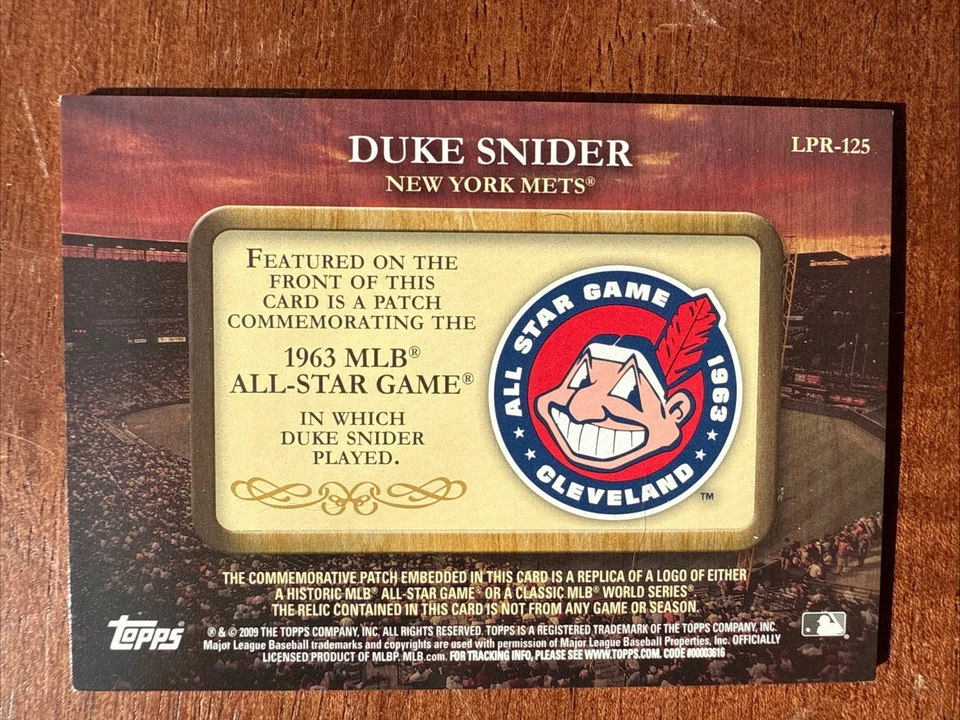 DUKE SNIDER
LPR-125
NEW YORK METS®
FEATURED ON THE
FRONT OF THIS
CARD IS A PATCH
COMMEMORATING THE
1963 MLB®
ALL-STAR GAME®
IN WHICH
DUKE SNIDER
PLAYED.
ALL STAR GAME 1963
CLEVELAND
TM
THE COMMEMORATIVE PATCH EMBEDDED IN THIS CARD IS A REPLICA OF A LOGO OF EITHER
A HISTORIC MLB® ALL-STAR GAME® OR A CLASSIC MLB® WORLD SERIES®.
THE RELIC CONTAINED IN THIS CARD IS NOT FROM ANY GAME OR SEASON.
Topps®
® & © 2009 THE TOPPS COMPANY, INC. ALL RIGHTS RESERVED. TOPPS IS A REGISTERED TRADEMARK OF THE TOPPS COMPANY, INC.
Major League Baseball trademarks and copyrights are used with permission of Major League Baseball Properties, Inc. OFFICIALLY
LICENSED PRODUCT OF MLBP. MLB.com. FOR TRACKING INFO, PLEASE SEE WWW.TOPPS.COM. CODE #00003616